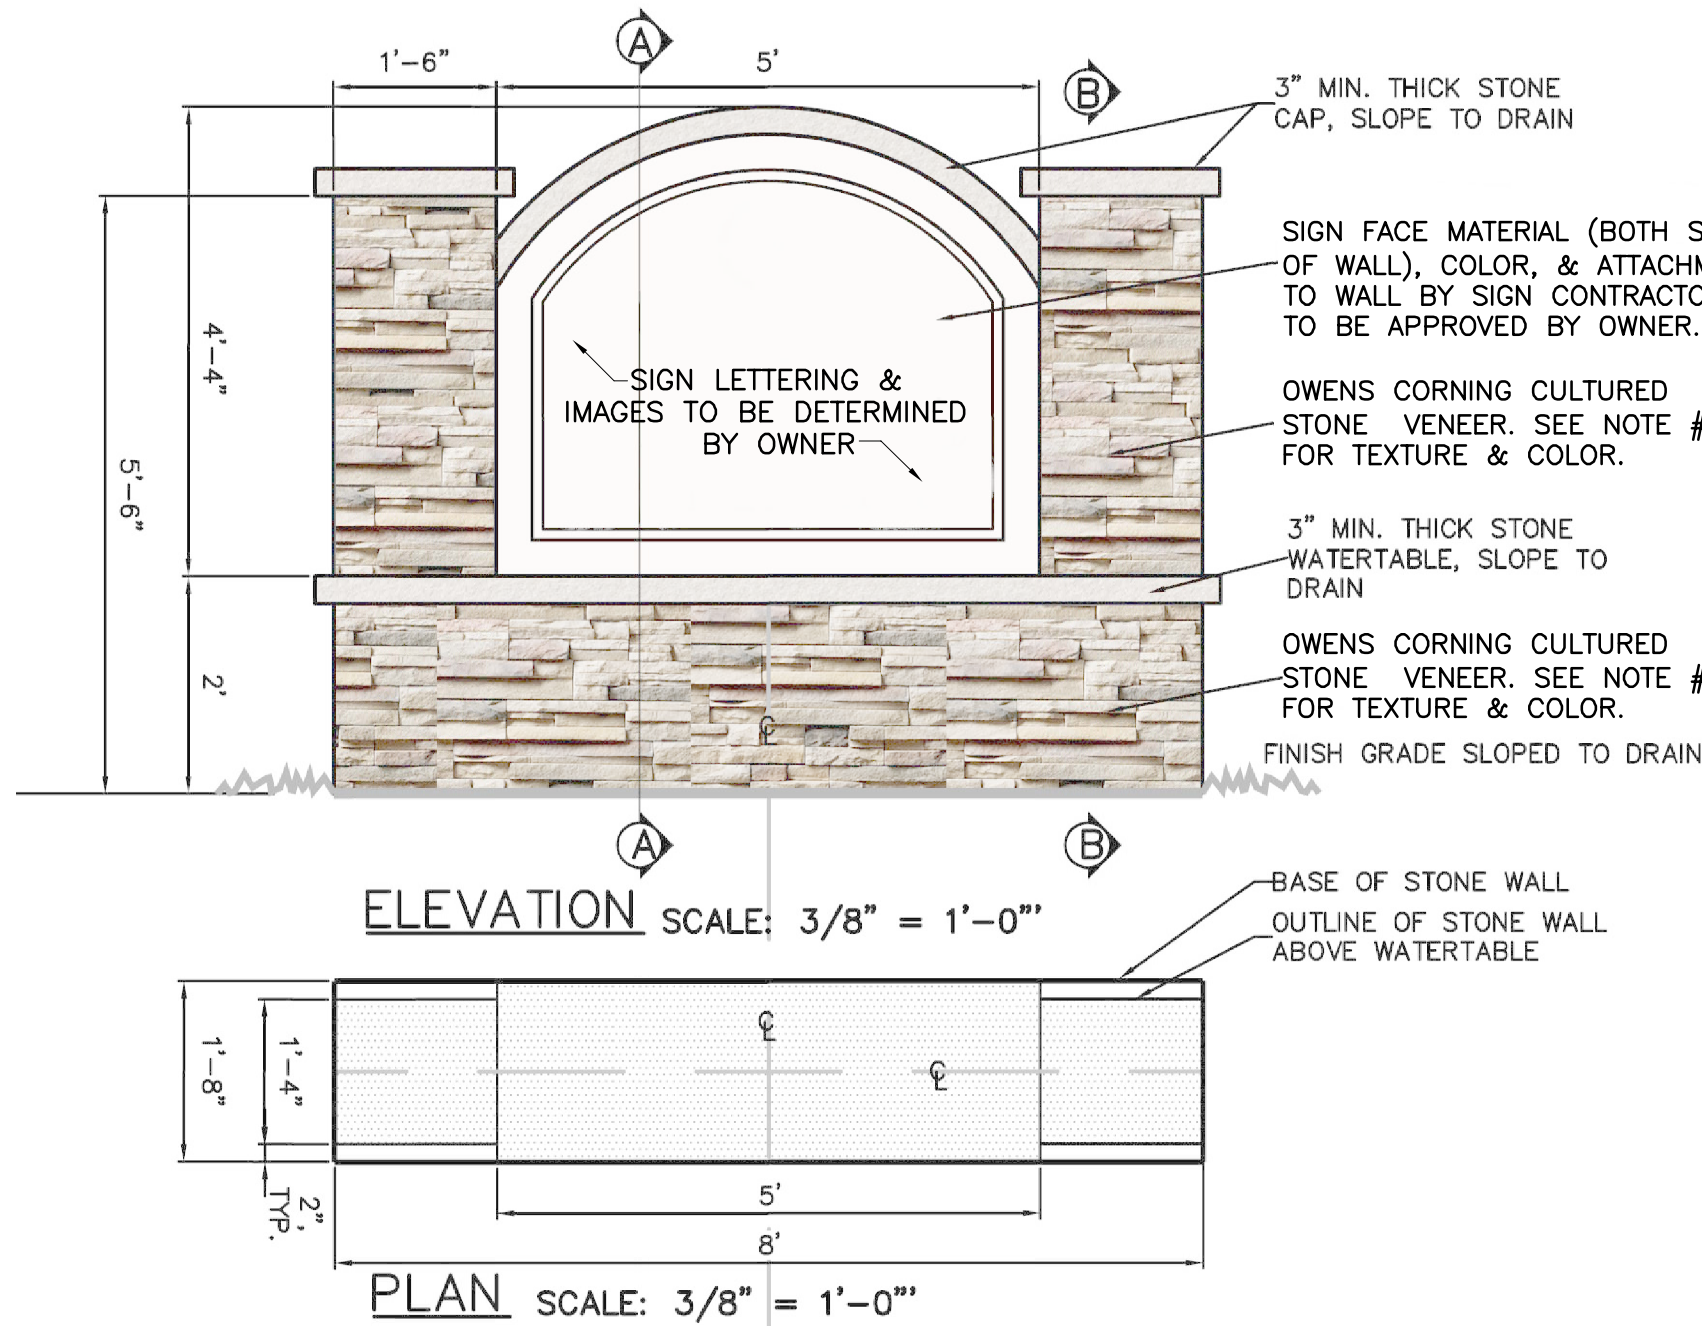 A
1'-6"
5'
B
3" MIN. THICK STONE
CAP, SLOPE TO DRAIN
SIGN FACE MATERIAL (BOTH
OF WALL), COLOR, &
TO WALL BY SIGN
TO BE APPROVED BY OWNER.
4'-4"
SIGN LETTERING &
IMAGES TO BE DETERMINED
BY OWNER
OWENS CORNING CULTURED
STONE VENEER. SEE NOTE #
FOR TEXTURE & COLOR.
5'-6"
3" MIN. THICK STONE
WATERTABLE, SLOPE TO
DRAIN
2'
OWENS CORNING CULTURED
STONE VENEER. SEE NOTE #
FOR TEXTURE & COLOR.
℄
FINISH GRADE SLOPED TO DRAIN
A
B
ELEVATION SCALE: 3/8" = 1'-0"'
BASE OF STONE WALL
OUTLINE OF STONE WALL
ABOVE WATERTABLE
℄
1'-8"
1'-4"
℄
2"
TYP.
5'
8'
PLAN SCALE: 3/8" = 1'-0"'